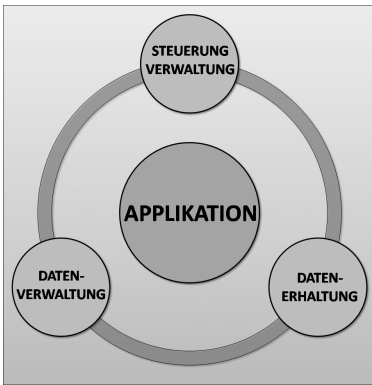 STEUERUNG
VERWALTUNG
APPLIKATION
DATEN-
VERWALTUNG
DATEN-
ERHALTUNG